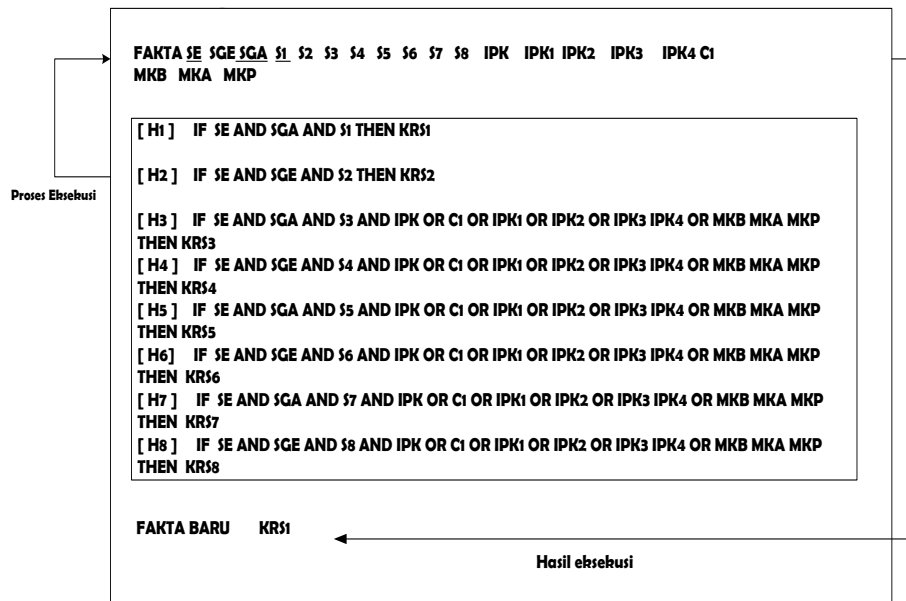 FAKTA SE SGE SGA S1 S2 S3 S4 S5 S6 S7 S8 IPK IPK1 IPK2 IPK3 IPK4 C1
MKB MKA MKP
[ H1 ] IF SE AND SGA AND S1 THEN KRS1
[ H2 ] IF SE AND SGE AND S2 THEN KRS2
Proses Eksekusi
[ H3 ] IF SE AND SGA AND S3 AND IPK OR C1 OR IPK1 OR IPK2 OR IPK3 IPK4 OR MKB MKA MKP
THEN KRS3
[ H4 ] IF SE AND SGE AND S4 AND IPK OR C1 OR IPK1 OR IPK2 OR IPK3 IPK4 OR MKB MKA MKP
THEN KRS4
[ H5 ] IF SE AND SGA AND S5 AND IPK OR C1 OR IPK1 OR IPK2 OR IPK3 IPK4 OR MKB MKA MKP
THEN KRS5
[ H6] IF SE AND SGE AND S6 AND IPK OR C1 OR IPK1 OR IPK2 OR IPK3 IPK4 OR MKB MKA MKP
THEN KRS6
[ H7 ] IF SE AND SGA AND S7 AND IPK OR C1 OR IPK1 OR IPK2 OR IPK3 IPK4 OR MKB MKA MKP
THEN KRS7
[ H8 ] IF SE AND SGE AND S8 AND IPK OR C1 OR IPK1 OR IPK2 OR IPK3 IPK4 OR MKB MKA MKP
THEN KRS8
FAKTA BARU KRS1
Hasil eksekusi